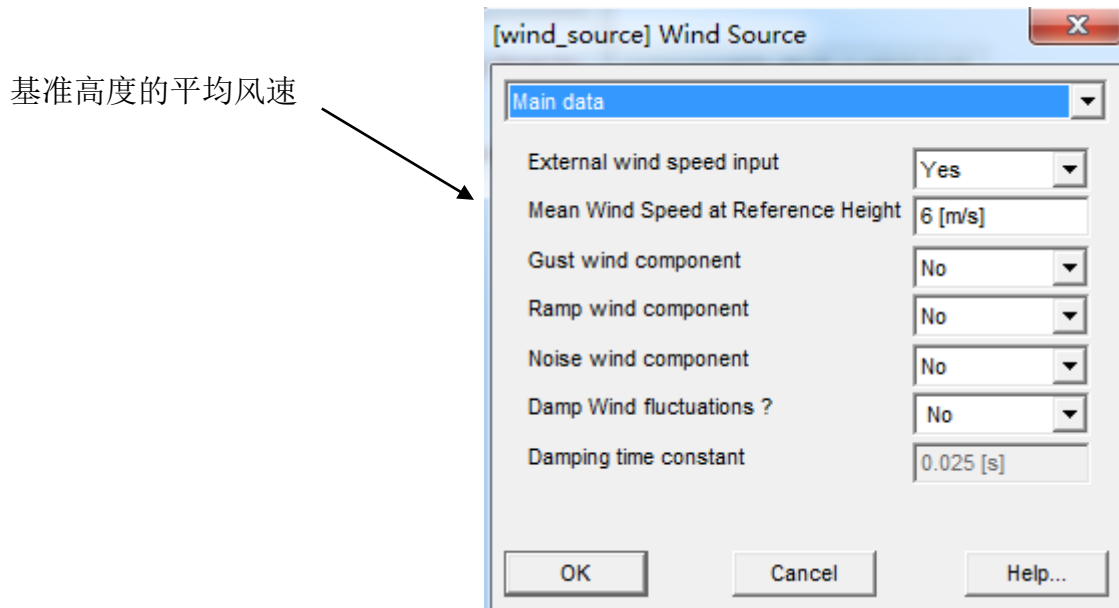 基准高度的平均风速
[wind_source] Wind Source
Main data
External wind speed input Yes
Mean Wind Speed at Reference Height 6 [m/s]
Gust wind component No
Ramp wind component No
Noise wind component No
Damp Wind fluctuations ? No
Damping time constant 0.025 [s]
OK Cancel Help...